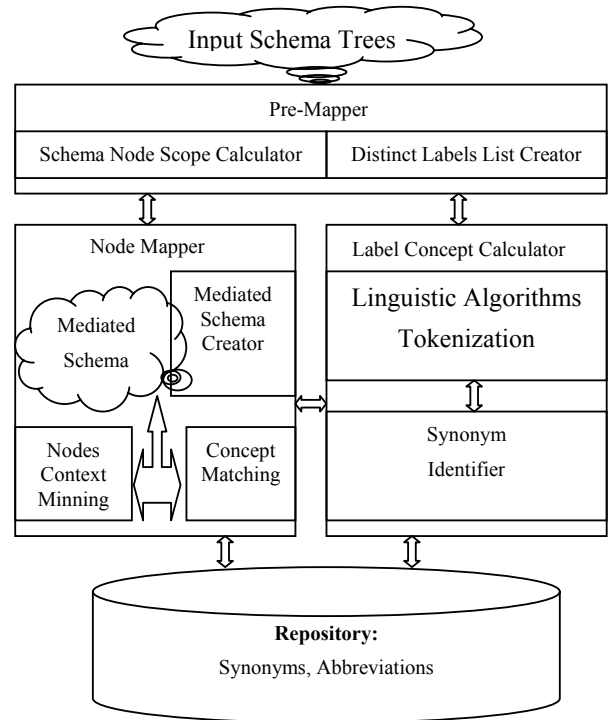 Input Schema Trees
Pre-Mapper
Schema Node Scope Calculator
Distinct Labels List Creator
Node Mapper
Mediated
Schema
Creator
Mediated
Schema
Nodes
Context
Minning
Concept
Matching
Label Concept Calculator
Linguistic Algorithms
Tokenization
Synonym
Identifier
Repository:
Synonyms, Abbreviations